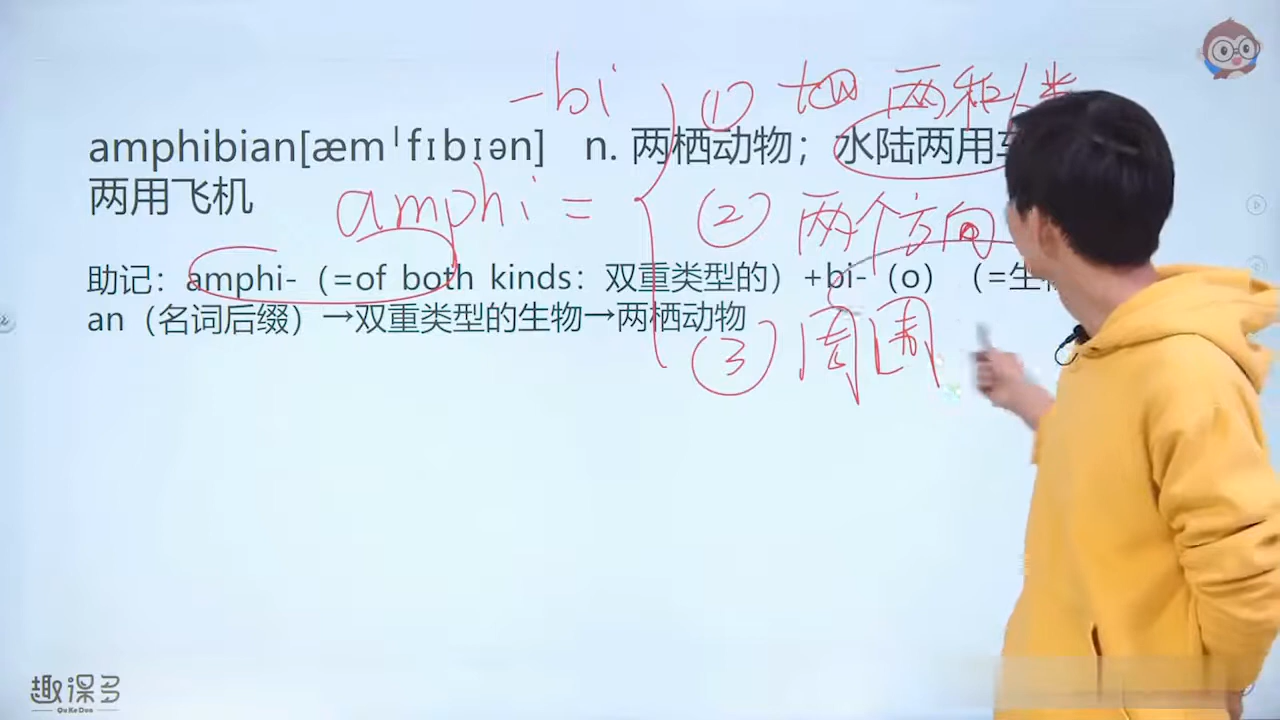 -bi
① 两种
amphibian[æmˈfɪbɪən] n. 两栖动物；水陆两用
两用飞机
amphi =
② 两个方向
助记：amphi-（=of both kinds：双重类型的）+bi-（o）（=生
an（名词后缀）→双重类型的生物→两栖动物
③ 周围
趣课多
QuKeDuo